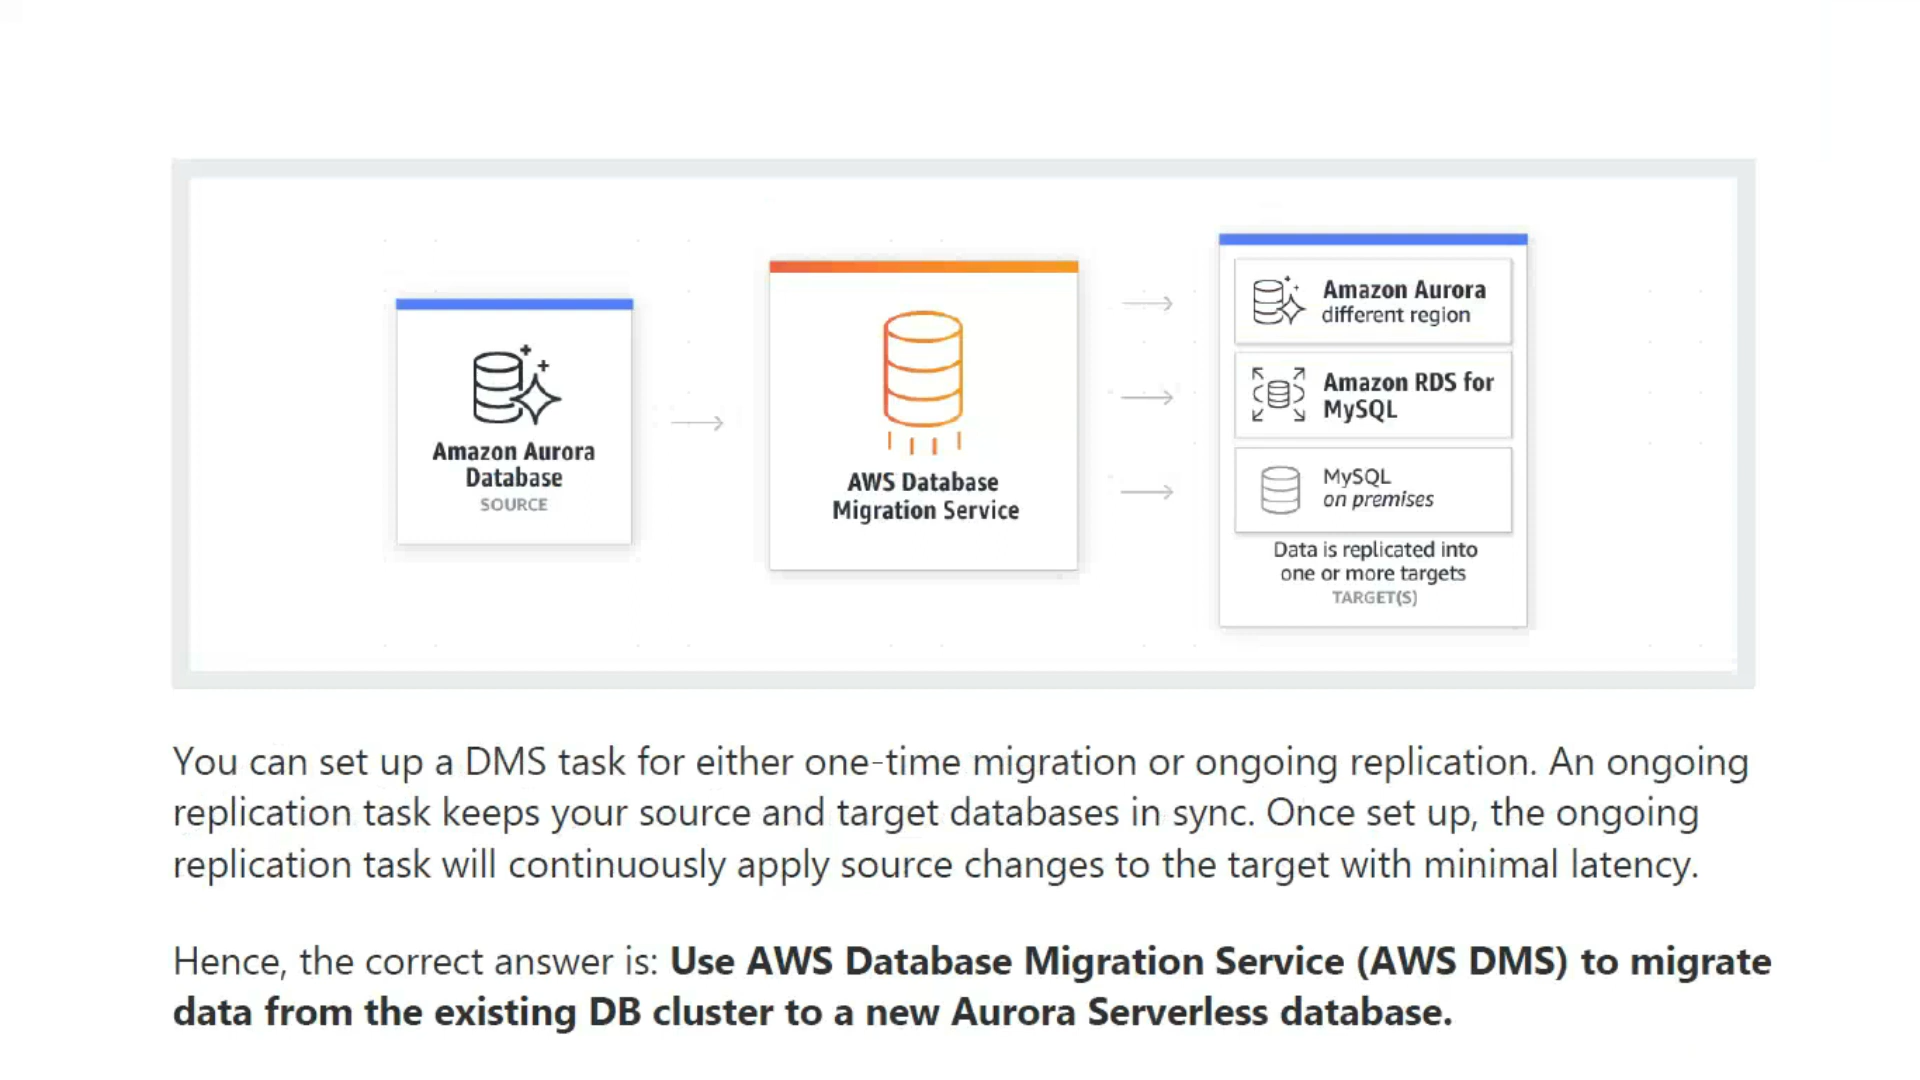 Amazon Aurora
Database
SOURCE
AWS Database
Migration Service
Amazon Aurora
different region
Amazon RDS for
MySQL
MySQL
on premises
Data is replicated into
one or more targets
TARGET(S)
You can set up a DMS task for either one-time migration or ongoing replication. An ongoing
replication task keeps your source and target databases in sync. Once set up, the ongoing
replication task will continuously apply source changes to the target with minimal latency.
Hence, the correct answer is: Use AWS Database Migration Service (AWS DMS) to migrate
data from the existing DB cluster to a new Aurora Serverless database.